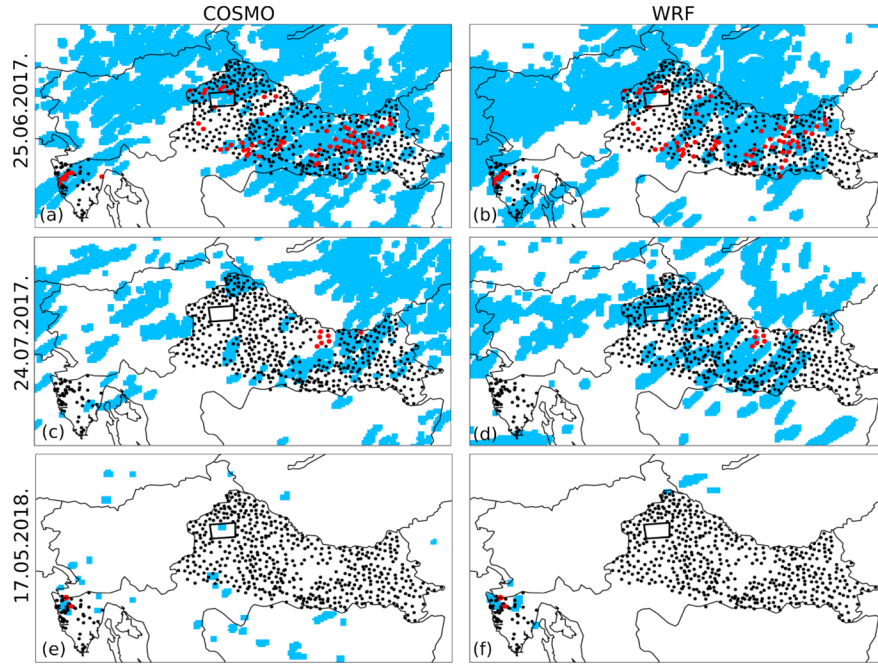 COSMO
WRF
25.06.2017.
(a)
(b)
24.07.2017.
(c)
(d)
17.05.2018.
(e)
(f)